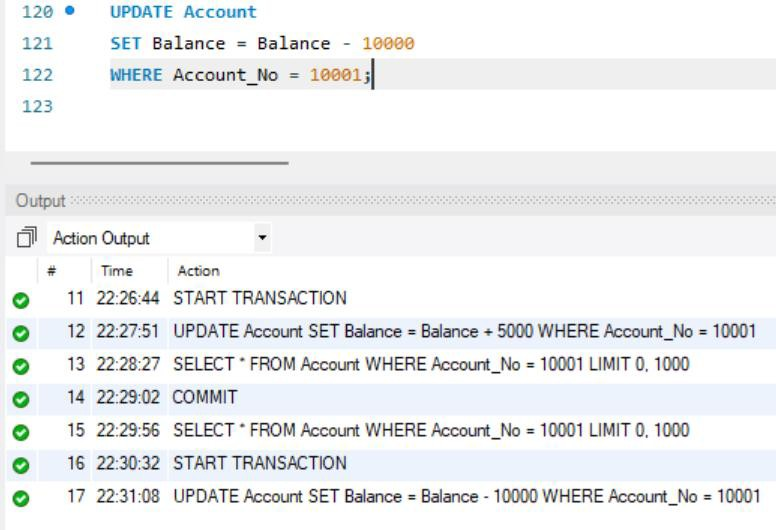 120 UPDATE Account
121 SET Balance = Balance - 10000
122 WHERE Account_No = 10001;
123
Output
Action Output
# Time Action
11 22:26:44 START TRANSACTION
12 22:27:51 UPDATE Account SET Balance = Balance + 5000 WHERE Account_No = 10001
13 22:28:27 SELECT * FROM Account WHERE Account_No = 10001 LIMIT 0, 1000
14 22:29:02 COMMIT
15 22:29:56 SELECT * FROM Account WHERE Account_No = 10001 LIMIT 0, 1000
16 22:30:32 START TRANSACTION
17 22:31:08 UPDATE Account SET Balance = Balance - 10000 WHERE Account_No = 10001